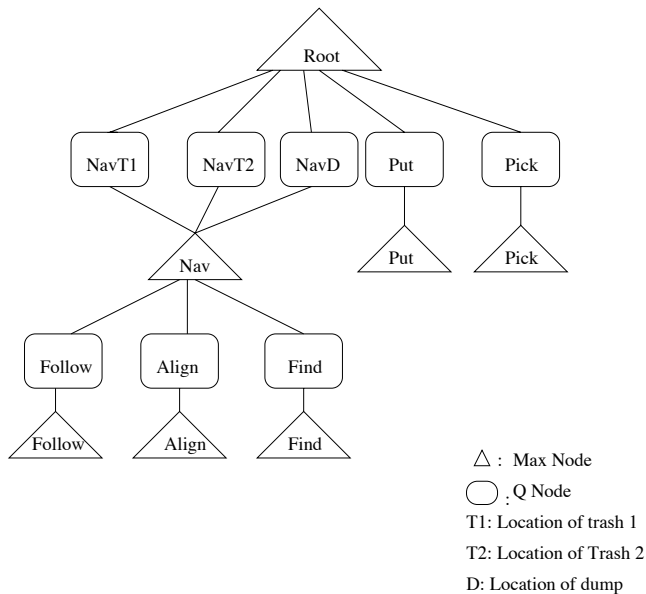 Root
NavT1 NavT2 NavD Put Pick
Nav Put Pick
Follow Align Find
Follow Align Find
: Max Node
: Q Node
T1: Location of trash 1
T2: Location of Trash 2
D: Location of dump